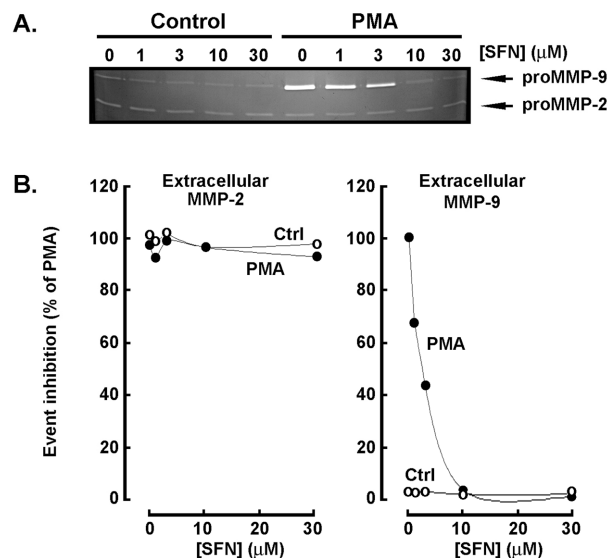 A.
Control PMA
0 1 3 10 30 0 1 3 10 30 [SFN] (μM)
proMMP-9
proMMP-2
B.
Extracellular
MMP-2
Event inhibition (% of PMA)
120
100
80
60
40
20
0
Ctrl
PMA
0 10 20 30
[SFN] (μM)
Extracellular
MMP-9
120
100
80
60
40
20
0
PMA
Ctrl
0 10 20 30
[SFN] (μM)